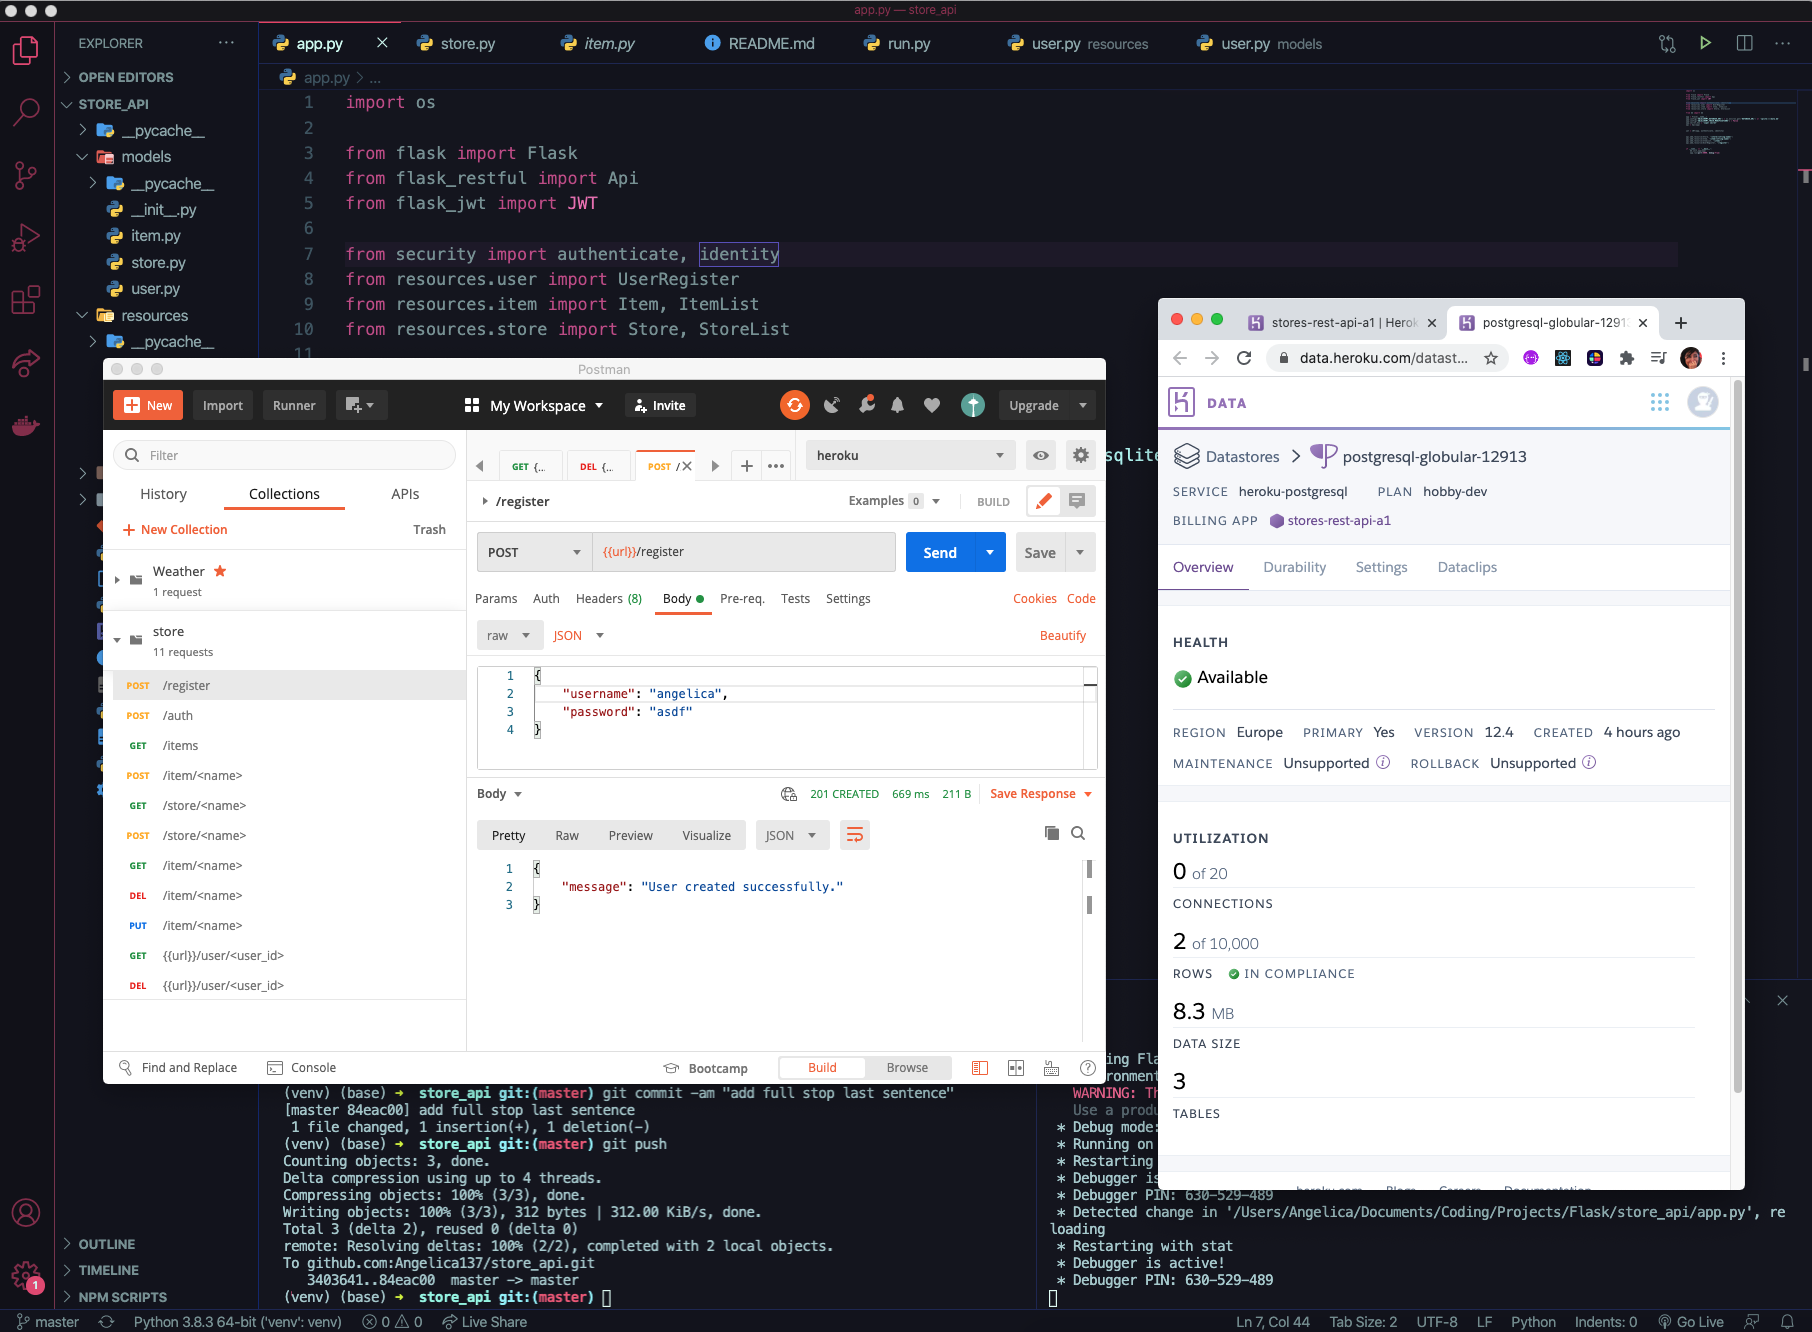 app.py — store_api
EXPLORER
app.py
store.py
item.py
README.md
run.py
user.py resources
user.py models
OPEN EDITORS
STORE_API
__pycache__
models
__pycache__
__init__.py
item.py
store.py
user.py
resources
__pycache__
app.py > ...
1 import os
2
3 from flask import Flask
4 from flask_restful import Api
5 from flask_jwt import JWT
6
7 from security import authenticate, identity
8 from resources.user import UserRegister
9 from resources.item import Item, ItemList
10 from resources.store import Store, StoreList
11
sqlite
Postman
New
Import
Runner
My Workspace
Invite
Upgrade
Filter
History
Collections
APIs
+ New Collection
Trash
Weather
1 request
store
11 requests
POST /register
POST /auth
GET /items
POST /item/<name>
GET /store/<name>
POST /store/<name>
GET /item/<name>
DEL /item/<name>
PUT /item/<name>
GET {{url}}/user/<user_id>
DEL {{url}}/user/<user_id>
GET {...
DEL {...
POST /
heroku
/register
Examples 0
BUILD
POST
{{url}}/register
Send
Save
Params
Auth
Headers (8)
Body
Pre-req.
Tests
Settings
Cookies
Code
raw
JSON
Beautify
1 {
2 "username": "angelica",
3 "password": "asdf"
4 }
Body
201 CREATED
669 ms
211 B
Save Response
Pretty
Raw
Preview
Visualize
JSON
1 {
2 "message": "User created successfully."
3 }
Find and Replace
Console
Bootcamp
Build
Browse
stores-rest-api-a1 | Herok
postgresql-globular-1291
data.heroku.com/datast...
DATA
Datastores > postgresql-globular-12913
SERVICE heroku-postgresql PLAN hobby-dev
BILLING APP stores-rest-api-a1
Overview
Durability
Settings
Dataclips
HEALTH
Available
REGION Europe PRIMARY Yes VERSION 12.4 CREATED 4 hours ago
MAINTENANCE Unsupported ROLLBACK Unsupported
UTILIZATION
0 of 20
CONNECTIONS
2 of 10,000
ROWS IN COMPLIANCE
8.3 MB
DATA SIZE
3
TABLES
(venv) (base) → store_api git:(master) git commit -am "add full stop last sentence"
[master 84eac00] add full stop last sentence
1 file changed, 1 insertion(+), 1 deletion(-)
(venv) (base) → store_api git:(master) git push
Counting objects: 3, done.
Delta compression using up to 4 threads.
Compressing objects: 100% (3/3), done.
Writing objects: 100% (3/3), 312 bytes | 312.00 KiB/s, done.
Total 3 (delta 2), reused 0 (delta 0)
remote: Resolving deltas: 100% (2/2), completed with 2 local objects.
To github.com:Angelica137/store_api.git
3403641..84eac00 master -> master
(venv) (base) → store_api git:(master)
ing Fla
ronment
WARNING: Th
Use a produ
* Debug mode:
* Running on
* Restarting
* Debugger is
* Debugger PIN: 630-529-489
* Detected change in '/Users/Angelica/Documents/Coding/Projects/Flask/store_api/app.py', re
loading
* Restarting with stat
* Debugger is active!
* Debugger PIN: 630-529-489
OUTLINE
TIMELINE
NPM SCRIPTS
1
master
Python 3.8.3 64-bit ('venv': venv)
0
0
Live Share
Ln 7, Col 44
Tab Size: 2
UTF-8
LF
Python
Indents: 0
Go Live